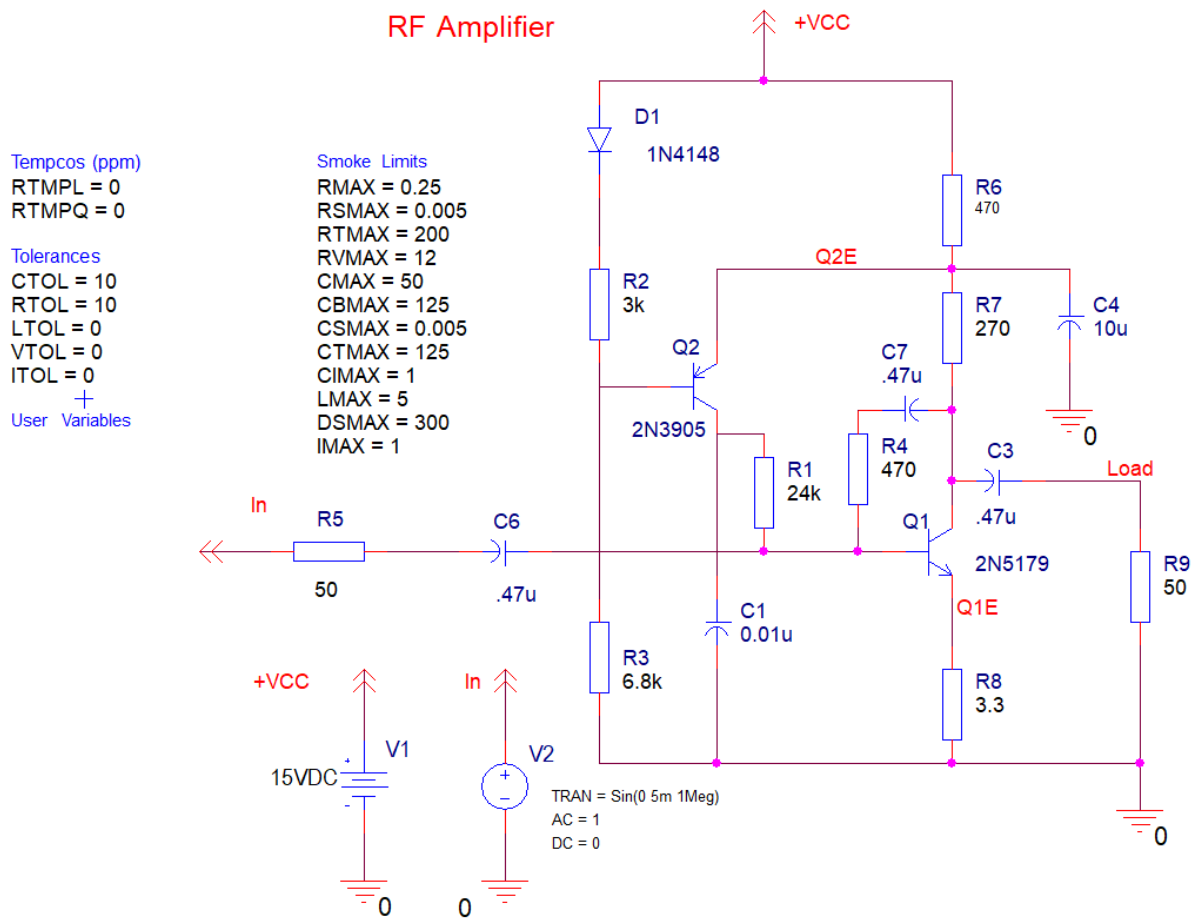 RF Amplifier
+VCC
D1
1N4148
Tempcos (ppm)
RTMPL = 0
RTMPQ = 0
Tolerances
CTOL = 10
RTOL = 10
LTOL = 0
VTOL = 0
ITOL = 0
User Variables
Smoke Limits
RMAX = 0.25
RSMAX = 0.005
RTMAX = 200
RVMAX = 12
CMAX = 50
CBMAX = 125
CSMAX = 0.005
CTMAX = 125
CIMAX = 1
LMAX = 5
DSMAX = 300
IMAX = 1
R6
470
Q2E
R2
3k
R7
270
C4
10u
0
Q2
2N3905
C7
.47u
R4
470
R1
24k
C3
.47u
Load
In
R5
50
C6
.47u
Q1
2N5179
Q1E
R9
50
C1
0.01u
R3
6.8k
R8
3.3
+VCC
V1
15VDC
+
-
0
In
V2
+
-
TRAN = Sin(0 5m 1Meg)
AC = 1
DC = 0
0
0